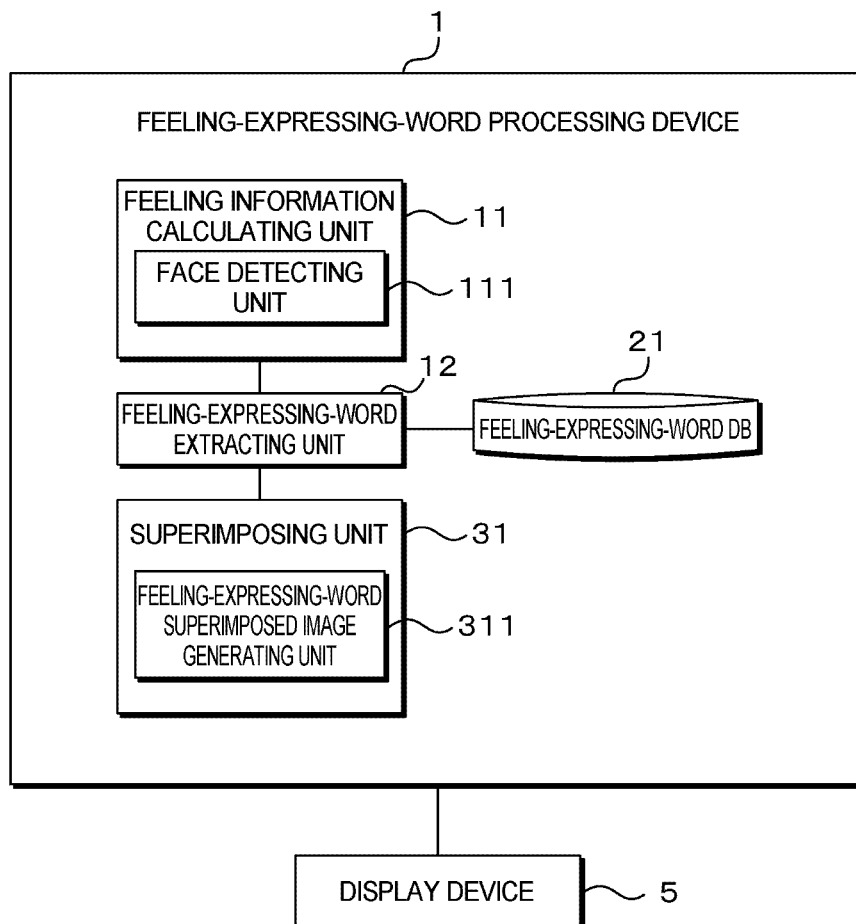 1
FEELING-EXPRESSING-WORD PROCESSING DEVICE
FEELING INFORMATION
CALCULATING UNIT
11
FACE DETECTING
UNIT
111
12
21
FEELING-EXPRESSING-WORD
EXTRACTING UNIT
FEELING-EXPRESSING-WORD DB
SUPERIMPOSING UNIT
31
FEELING-EXPRESSING-WORD
SUPERIMPOSED IMAGE
GENERATING UNIT
311
DISPLAY DEVICE
5